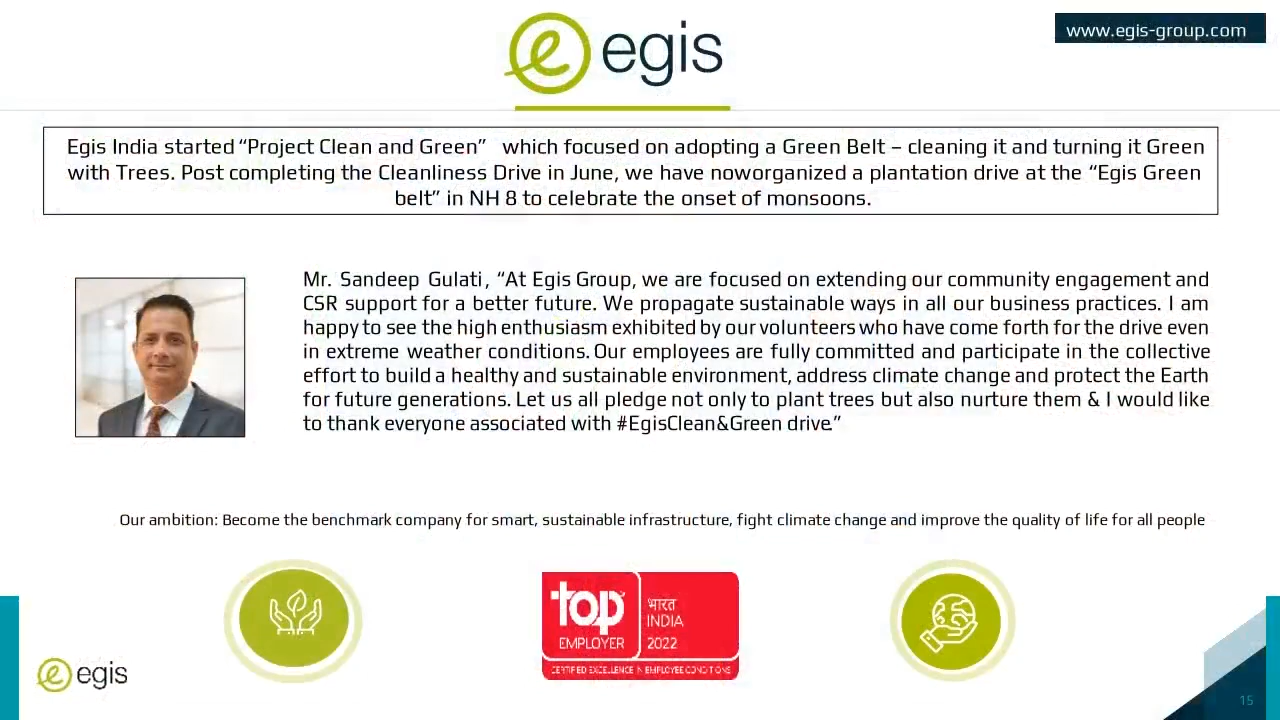 egis
www.egis-group.com
Egis India started “Project Clean and Green” which focused on adopting a Green Belt – cleaning it and turning it Green
with Trees. Post completing the Cleanliness Drive in June, we have noworganized a plantation drive at the “Egis Green
belt” in NH 8 to celebrate the onset of monsoons.
Mr. Sandeep Gulati, “At Egis Group, we are focused on extending our community engagement and
CSR support for a better future. We propagate sustainable ways in all our business practices. I am
happy to see the high enthusiasm exhibited by our volunteers who have come forth for the drive even
in extreme weather conditions. Our employees are fully committed and participate in the collective
effort to build a healthy and sustainable environment, address climate change and protect the Earth
for future generations. Let us all pledge not only to plant trees but also nurture them & I would like
to thank everyone associated with #EgisClean&Green drive.”
Our ambition: Become the benchmark company for smart, sustainable infrastructure, fight climate change and improve the quality of life for all people
top
EMPLOYER
भारत
INDIA
2022
CERTIFIED EXCELLENCE IN EMPLOYEE CONDITIONS
egis
15